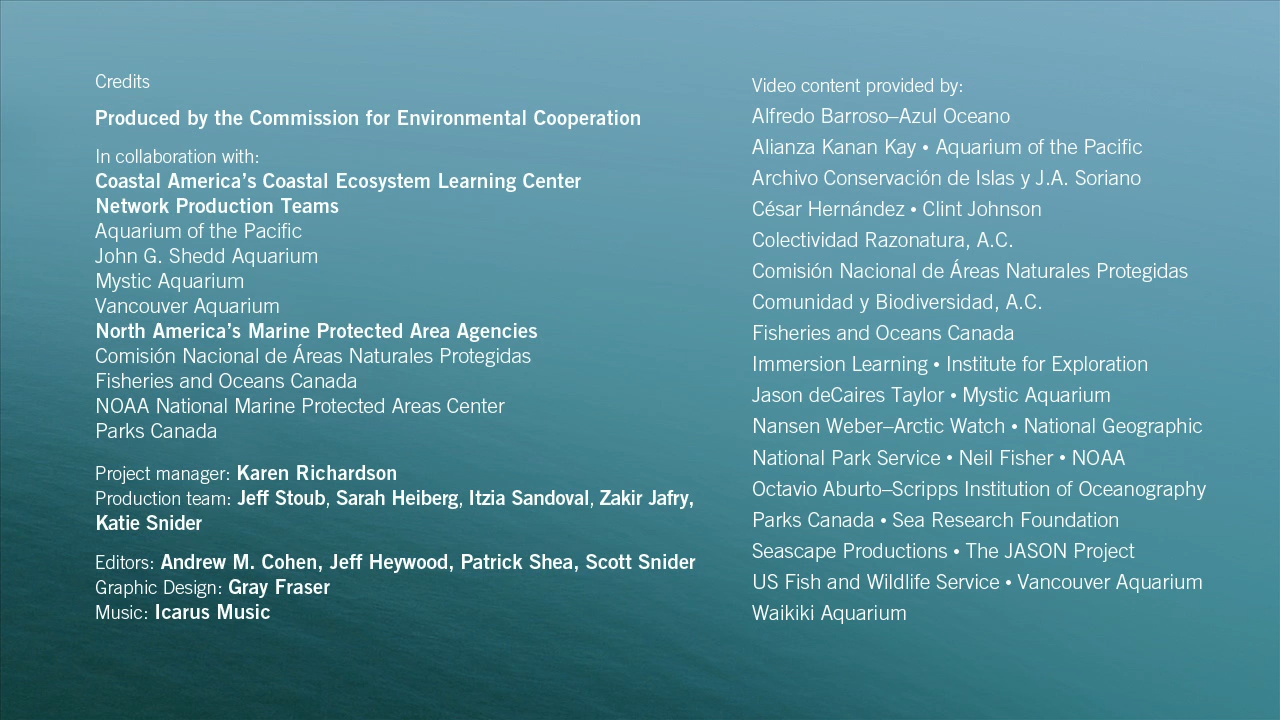 Credits
Produced by the Commission for Environmental Cooperation
In collaboration with:
Coastal America’s Coastal Ecosystem Learning Center
Network Production Teams
Aquarium of the Pacific
John G. Shedd Aquarium
Mystic Aquarium
Vancouver Aquarium
North America’s Marine Protected Area Agencies
Comisión Nacional de Áreas Naturales Protegidas
Fisheries and Oceans Canada
NOAA National Marine Protected Areas Center
Parks Canada
Project manager: Karen Richardson
Production team: Jeff Stoub, Sarah Heiberg, Itzia Sandoval, Zakir Jafry,
Katie Snider
Editors: Andrew M. Cohen, Jeff Heywood, Patrick Shea, Scott Snider
Graphic Design: Gray Fraser
Music: Icarus Music
Video content provided by:
Alfredo Barroso–Azul Oceano
Alianza Kanan Kay • Aquarium of the Pacific
Archivo Conservación de Islas y J.A. Soriano
César Hernández • Clint Johnson
Colectividad Razonatura, A.C.
Comisión Nacional de Áreas Naturales Protegidas
Comunidad y Biodiversidad, A.C.
Fisheries and Oceans Canada
Immersion Learning • Institute for Exploration
Jason deCaires Taylor • Mystic Aquarium
Nansen Weber–Arctic Watch • National Geographic
National Park Service • Neil Fisher • NOAA
Octavio Aburto–Scripps Institution of Oceanography
Parks Canada • Sea Research Foundation
Seascape Productions • The JASON Project
US Fish and Wildlife Service • Vancouver Aquarium
Waikiki Aquarium